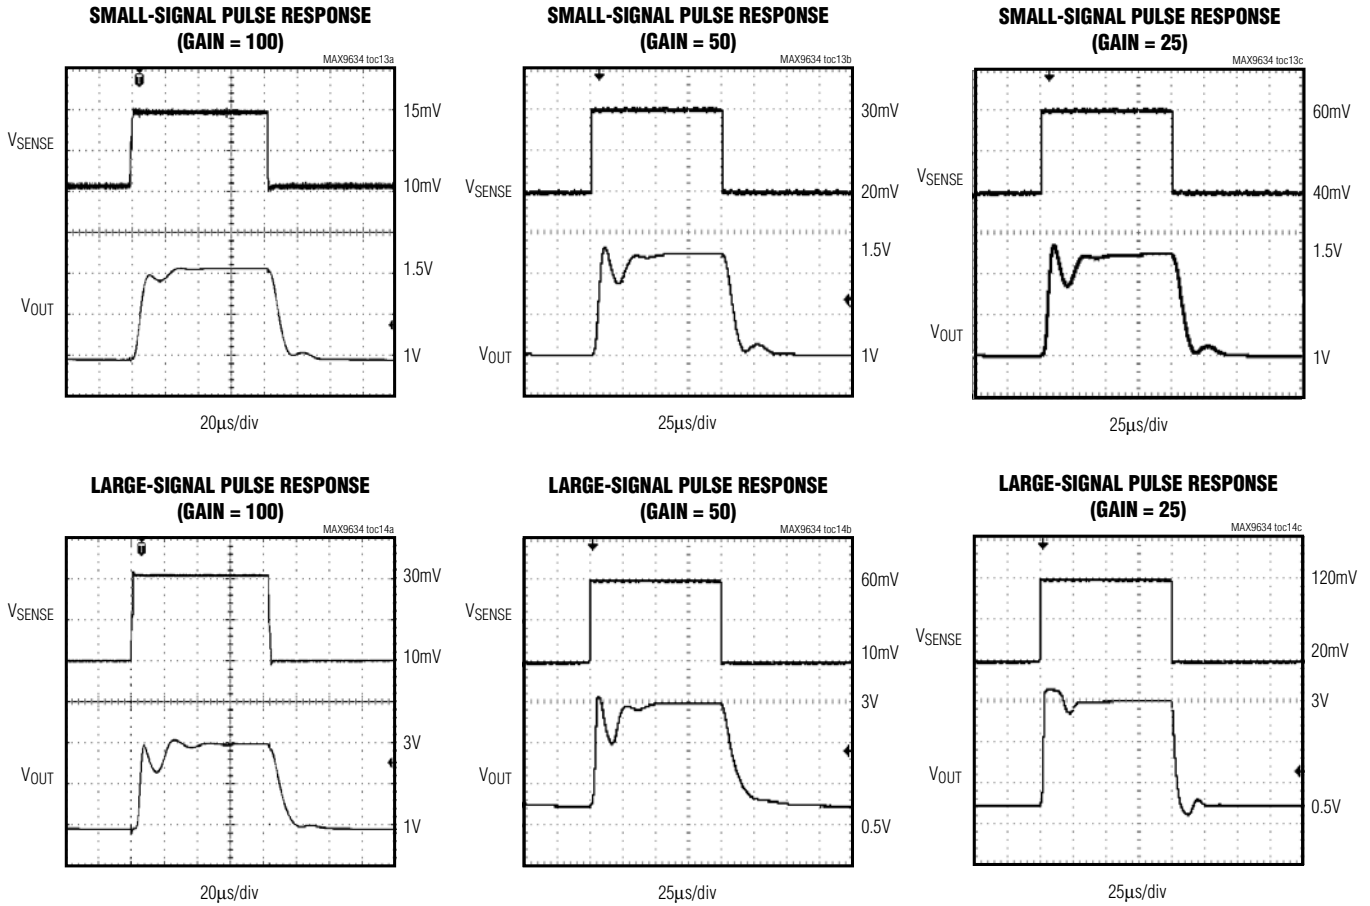 SMALL-SIGNAL PULSE RESPONSE
(GAIN = 100)
MAX9634 toc13a
T
VSENSE
15mV
10mV
VOUT
1.5V
1V
20µs/div
SMALL-SIGNAL PULSE RESPONSE
(GAIN = 50)
MAX9634 toc13b
VSENSE
30mV
20mV
VOUT
1.5V
1V
25µs/div
SMALL-SIGNAL PULSE RESPONSE
(GAIN = 25)
MAX9634 toc13c
VSENSE
60mV
40mV
VOUT
1.5V
1V
25µs/div
LARGE-SIGNAL PULSE RESPONSE
(GAIN = 100)
MAX9634 toc14a
T
VSENSE
30mV
10mV
VOUT
3V
1V
20µs/div
LARGE-SIGNAL PULSE RESPONSE
(GAIN = 50)
MAX9634 toc14b
VSENSE
60mV
10mV
VOUT
3V
0.5V
25µs/div
LARGE-SIGNAL PULSE RESPONSE
(GAIN = 25)
MAX9634 toc14c
VSENSE
120mV
20mV
VOUT
3V
0.5V
25µs/div